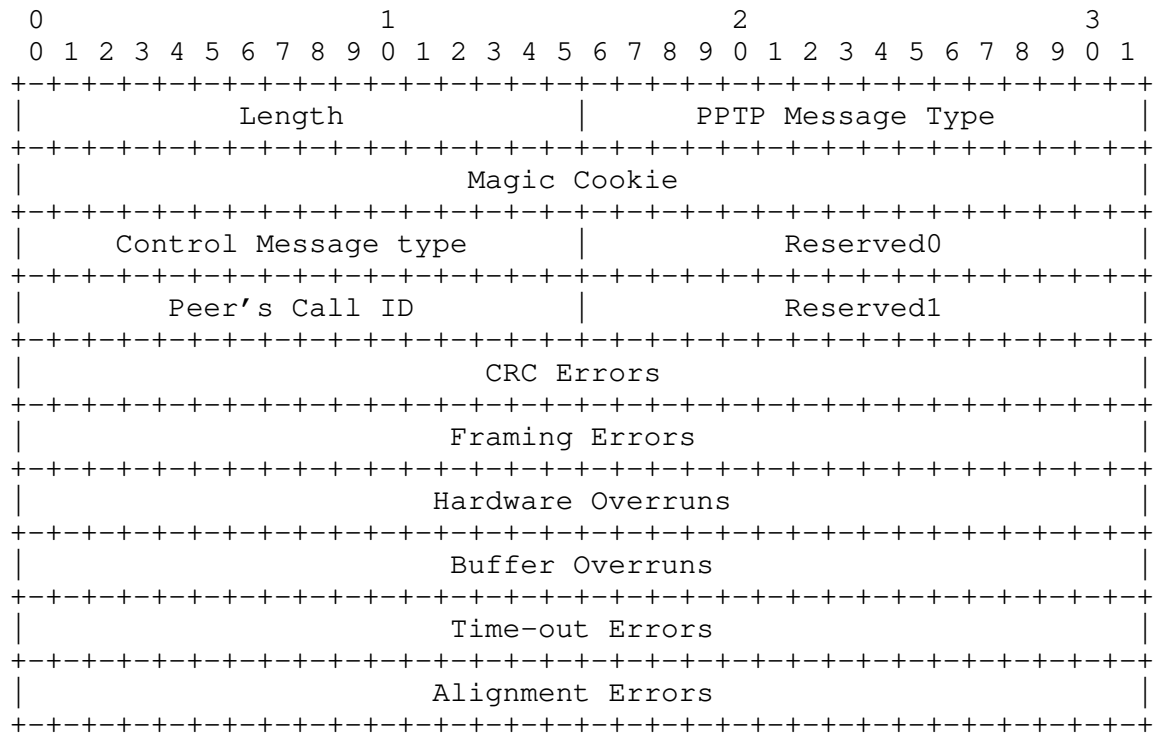 0                   1                   2                   3
 0 1 2 3 4 5 6 7 8 9 0 1 2 3 4 5 6 7 8 9 0 1 2 3 4 5 6 7 8 9 0 1
+-+-+-+-+-+-+-+-+-+-+-+-+-+-+-+-+-+-+-+-+-+-+-+-+-+-+-+-+-+-+-+-+
|            Length             |      PPTP Message Type        |
+-+-+-+-+-+-+-+-+-+-+-+-+-+-+-+-+-+-+-+-+-+-+-+-+-+-+-+-+-+-+-+-+
|                         Magic Cookie                          |
+-+-+-+-+-+-+-+-+-+-+-+-+-+-+-+-+-+-+-+-+-+-+-+-+-+-+-+-+-+-+-+-+
|     Control Message type      |           Reserved0           |
+-+-+-+-+-+-+-+-+-+-+-+-+-+-+-+-+-+-+-+-+-+-+-+-+-+-+-+-+-+-+-+-+
|        Peer’s Call ID         |           Reserved1           |
+-+-+-+-+-+-+-+-+-+-+-+-+-+-+-+-+-+-+-+-+-+-+-+-+-+-+-+-+-+-+-+-+
|                          CRC Errors                           |
+-+-+-+-+-+-+-+-+-+-+-+-+-+-+-+-+-+-+-+-+-+-+-+-+-+-+-+-+-+-+-+-+
|                        Framing Errors                         |
+-+-+-+-+-+-+-+-+-+-+-+-+-+-+-+-+-+-+-+-+-+-+-+-+-+-+-+-+-+-+-+-+
|                       Hardware Overruns                       |
+-+-+-+-+-+-+-+-+-+-+-+-+-+-+-+-+-+-+-+-+-+-+-+-+-+-+-+-+-+-+-+-+
|                        Buffer Overruns                        |
+-+-+-+-+-+-+-+-+-+-+-+-+-+-+-+-+-+-+-+-+-+-+-+-+-+-+-+-+-+-+-+-+
|                        Time-out Errors                        |
+-+-+-+-+-+-+-+-+-+-+-+-+-+-+-+-+-+-+-+-+-+-+-+-+-+-+-+-+-+-+-+-+
|                       Alignment Errors                        |
+-+-+-+-+-+-+-+-+-+-+-+-+-+-+-+-+-+-+-+-+-+-+-+-+-+-+-+-+-+-+-+-+